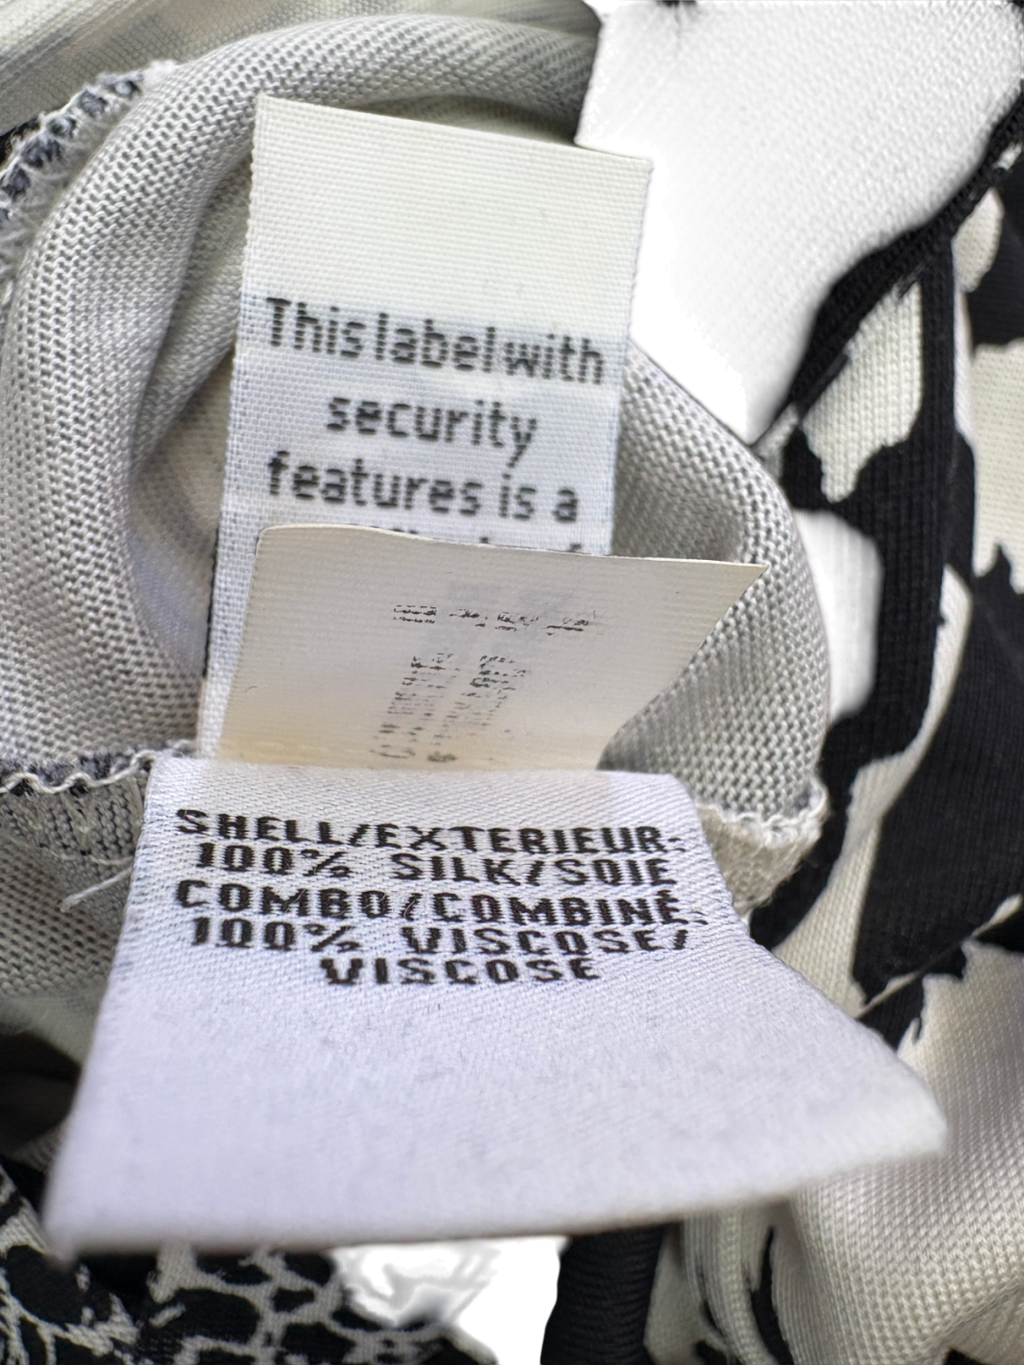 This label with
security
features is a
SHELL/EXTERIEUR:
100% SILK/SOIE
COMBO/COMBINÉ:
100% VISCOSE/
VISCOSE